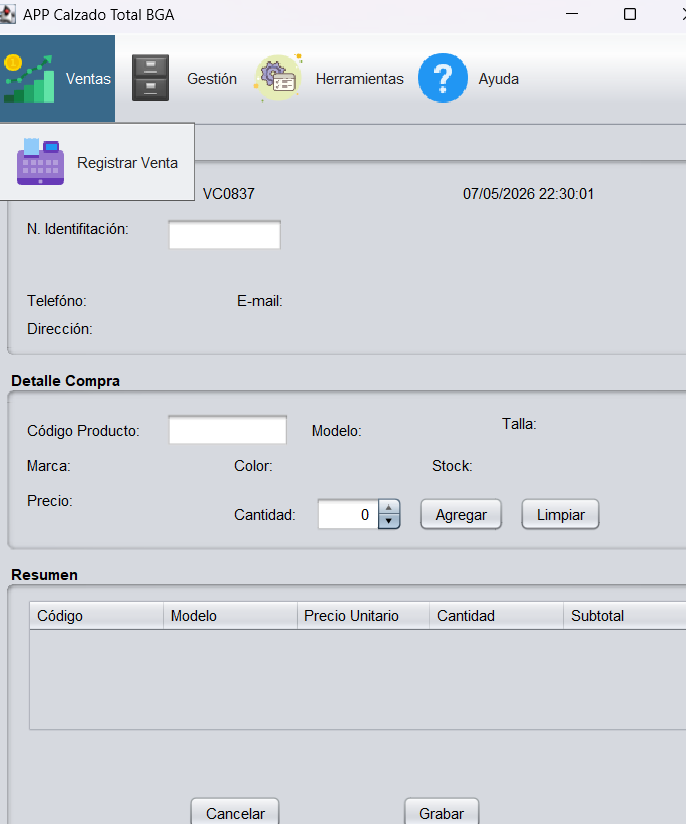 APP Calzado Total BGA
Ventas Gestión Herramientas Ayuda
Registrar Venta
VC0837 07/05/2026 22:30:01
N. Identifitación:
Telefóno: E-mail:
Dirección:
Detalle Compra
Código Producto: Modelo: Talla:
Marca: Color: Stock:
Precio:
Cantidad: 0 Agregar Limpiar
Resumen
Código Modelo Precio Unitario Cantidad Subtotal
Cancelar Grabar